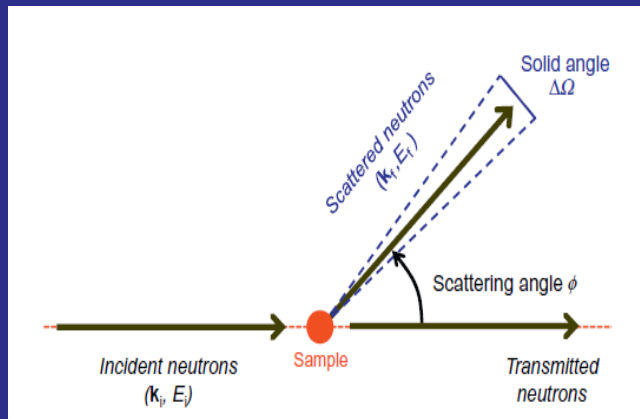 Solid angle
ΔΩ
Scattered neutrons
(kf, Ef)
Scattering angle ϕ
Incident neutrons
(ki, Ei)
Sample
Transmitted
neutrons